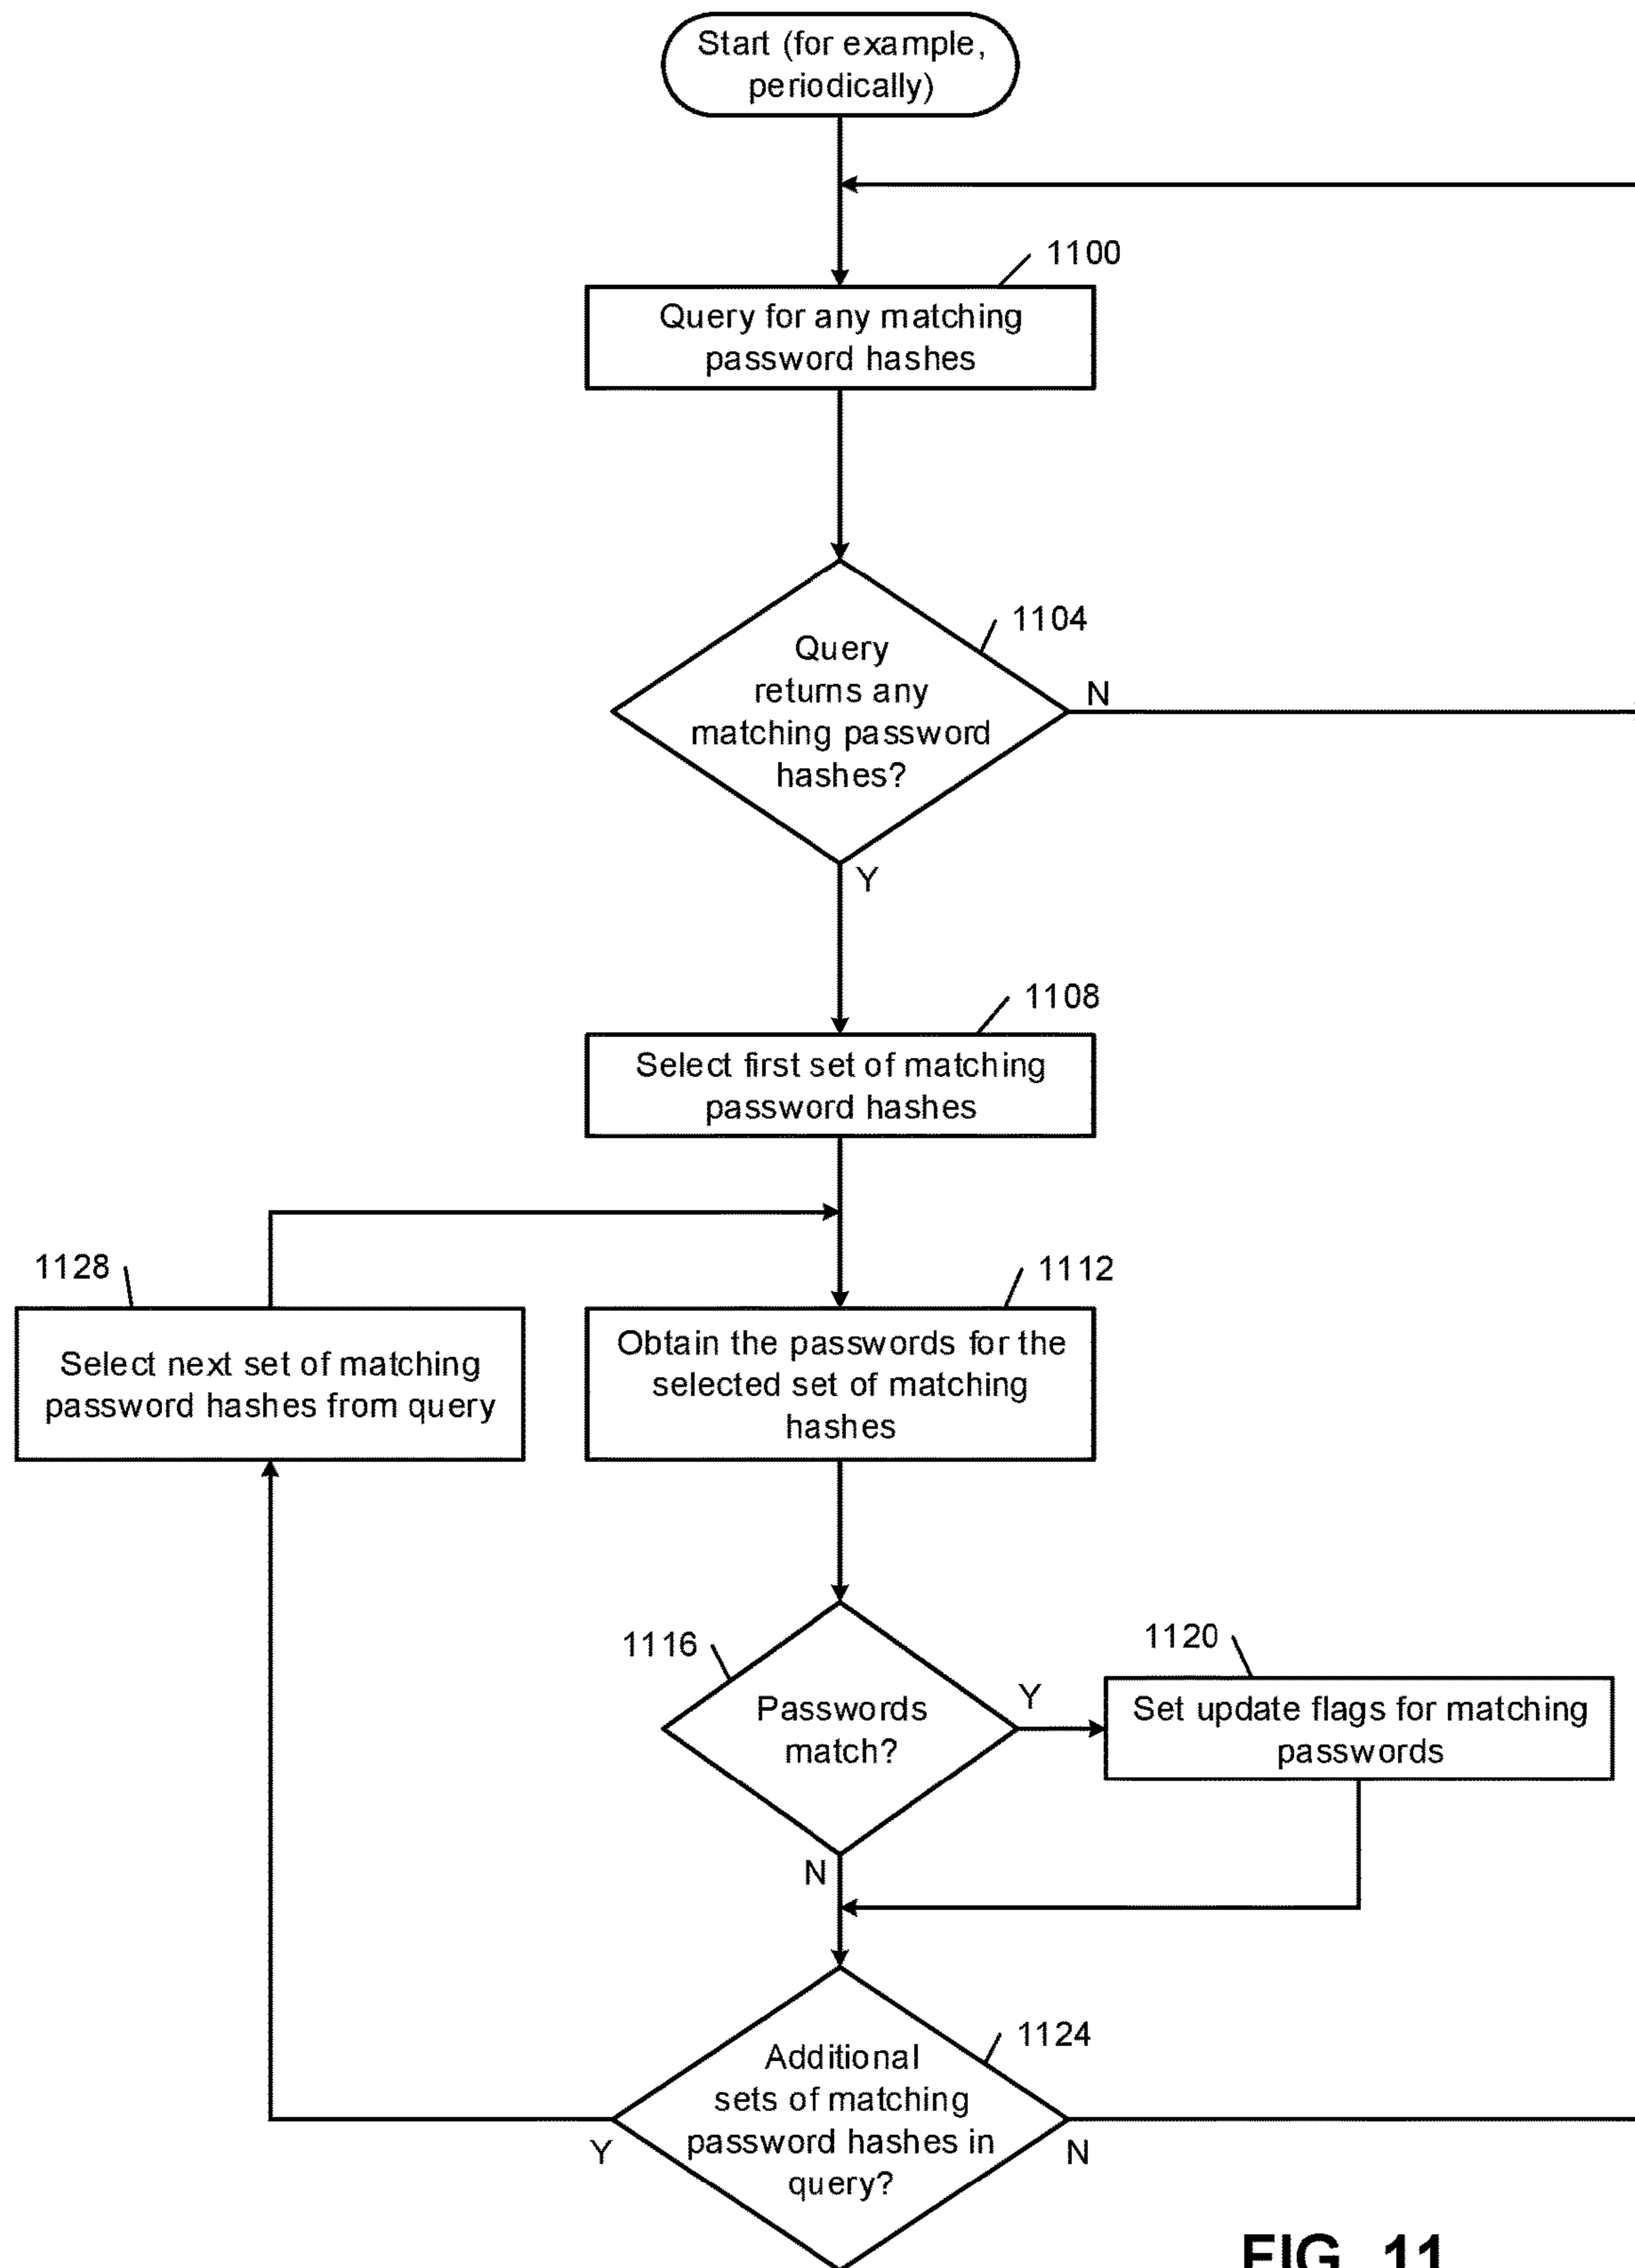 Start (for example,
periodically)
1100
Query for any matching
password hashes
1104
Query
returns any
matching password
hashes?
N
Y
1108
Select first set of matching
password hashes
1128
Select next set of matching
password hashes from query
1112
Obtain the passwords for the
selected set of matching
hashes
1116
Passwords
match?
Y
1120
Set update flags for matching
passwords
N
1124
Additional
sets of matching
password hashes in
query?
Y
N
FIG. 11